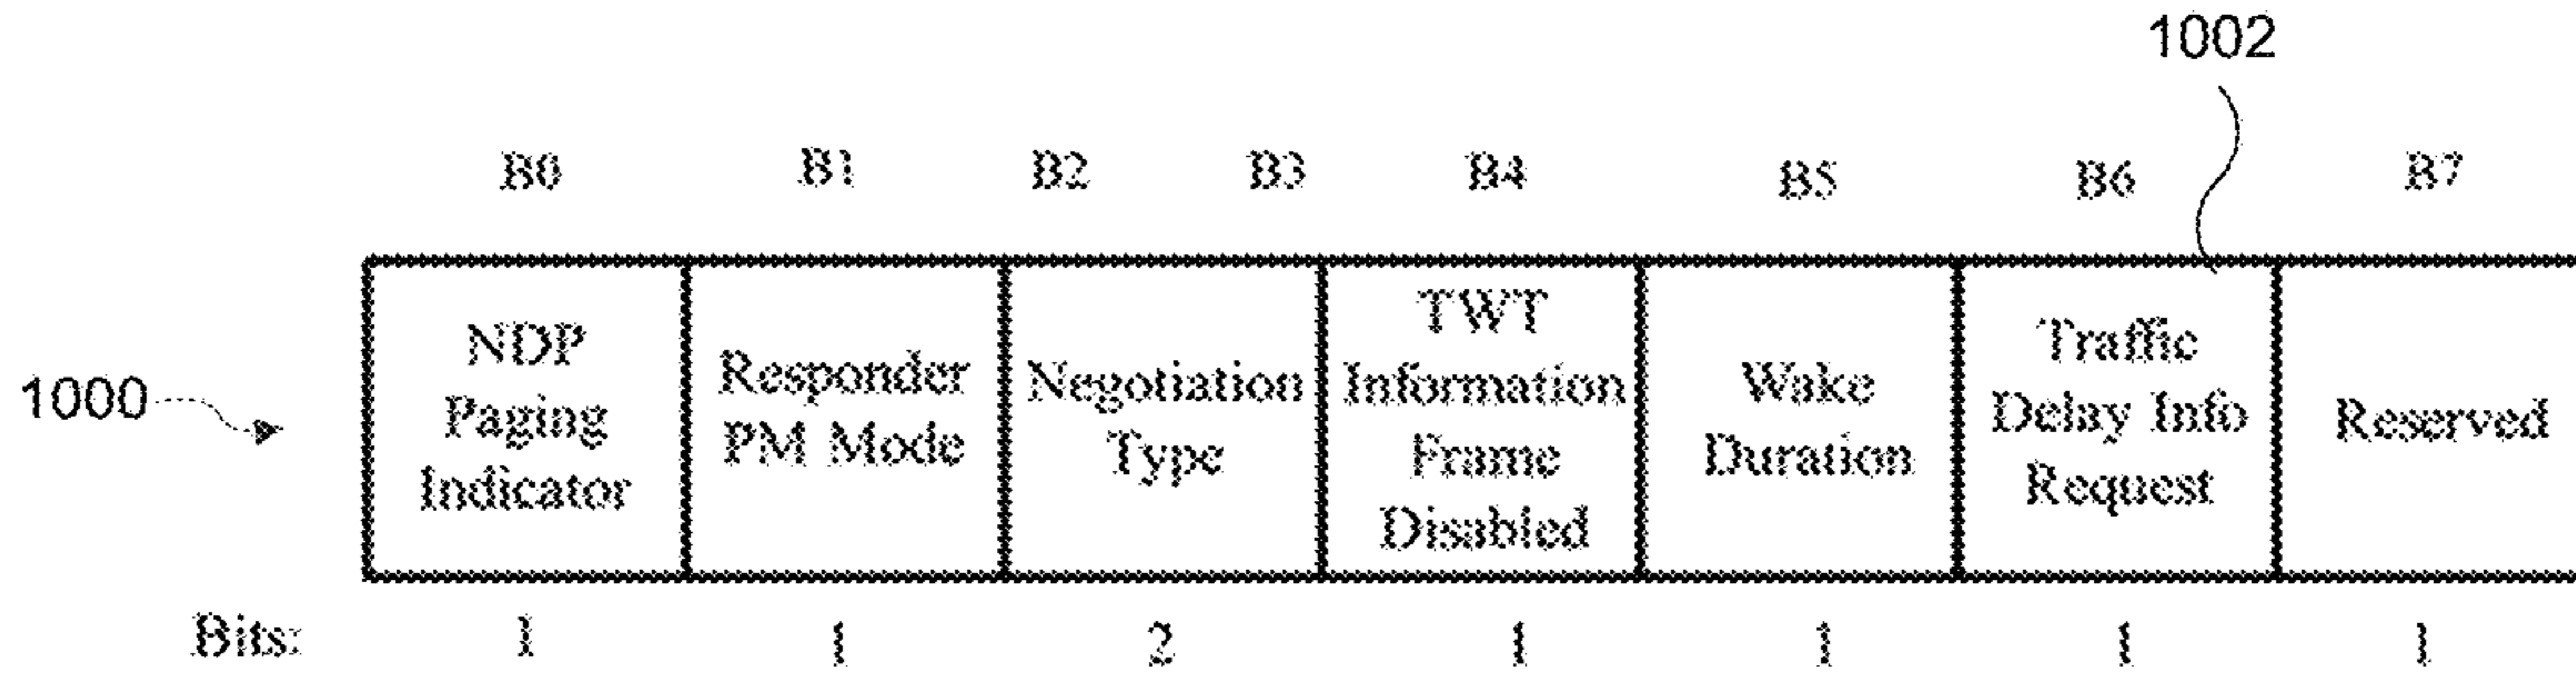 1002
B0 B1 B2 B3 B4 B5 B6 B7
1000
NDP
Paging
Indicator
Responder
PM Mode
Negotiation
Type
TWT
Information
Frame
Disabled
Wake
Duration
Traffic
Delay Info
Request
Reserved
Bits: 1 1 2 1 1 1 1